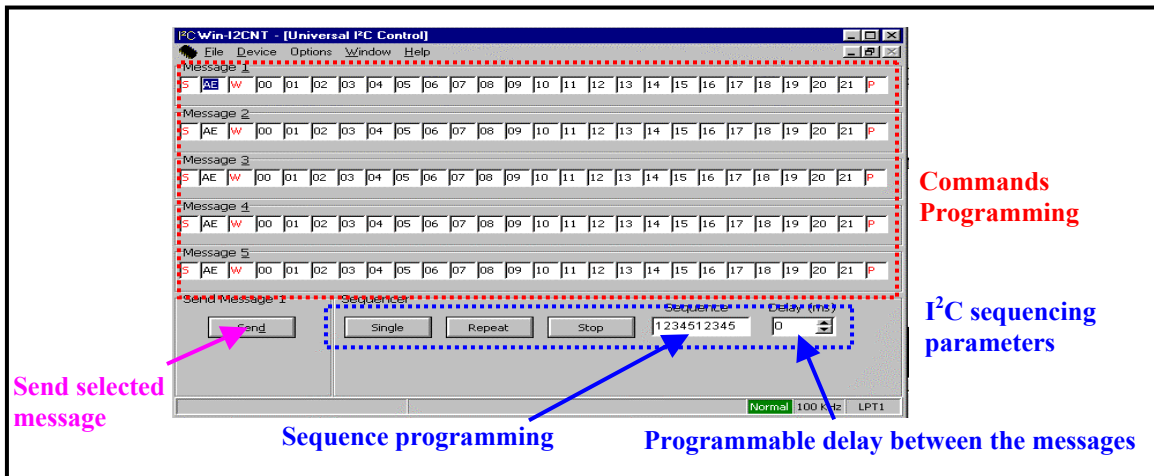 I²C Win-I2CNT - [Universal I²C Control]
File Device Options Window Help
Message 1
S AE W 00 01 02 03 04 05 06 07 08 09 10 11 12 13 14 15 16 17 18 19 20 21 P
Message 2
S AE W 00 01 02 03 04 05 06 07 08 09 10 11 12 13 14 15 16 17 18 19 20 21 P
Message 3
S AE W 00 01 02 03 04 05 06 07 08 09 10 11 12 13 14 15 16 17 18 19 20 21 P
Message 4
S AE W 00 01 02 03 04 05 06 07 08 09 10 11 12 13 14 15 16 17 18 19 20 21 P
Message 5
S AE W 00 01 02 03 04 05 06 07 08 09 10 11 12 13 14 15 16 17 18 19 20 21 P
Commands
Programming
Send Message 1 Sequencer Sequence Delay (ms)
Send Single Repeat Stop 1234512345 0
I²C sequencing
parameters
Send selected
message
Normal 100 KHz LPT1
Sequence programming
Programmable delay between the messages